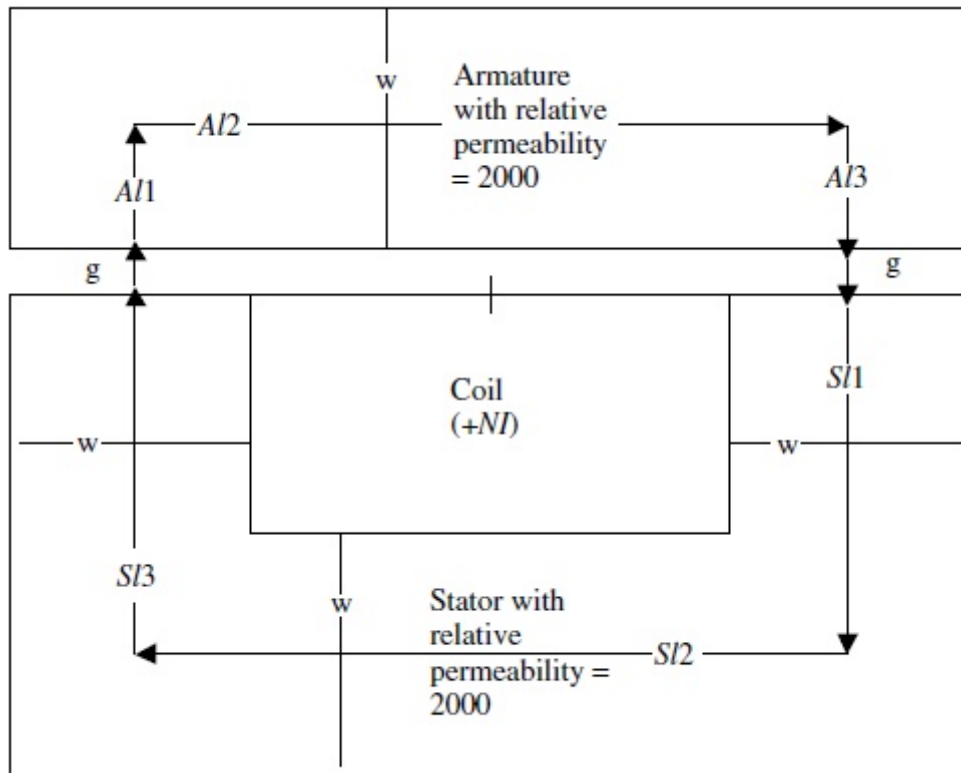 w
Armature
with relative
permeability
= 2000
Al2
Al1
Al3
g
g
Coil
(+NI)
Sl1
w
w
Sl3
w
Stator with
relative
permeability =
2000
Sl2